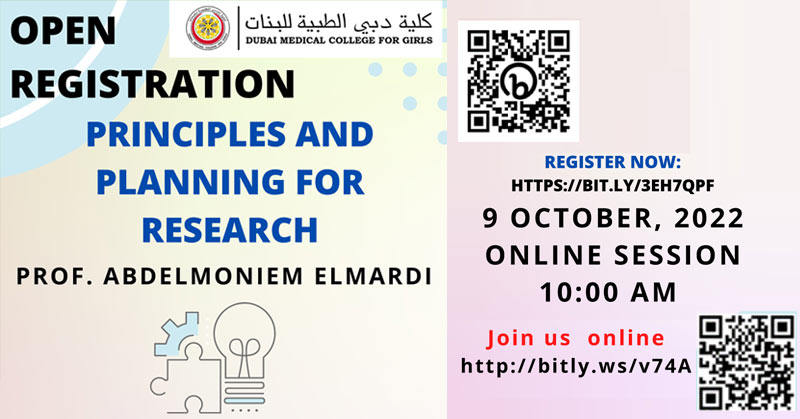 OPEN
REGISTRATION
كلية دبي الطبية للبنات
DUBAI MEDICAL COLLEGE FOR GIRLS
PRINCIPLES AND
PLANNING FOR
RESEARCH
PROF. ABDELMONIEM ELMARDI
REGISTER NOW:
HTTPS://BIT.LY/3EH7QPF
9 OCTOBER, 2022
ONLINE SESSION
10:00 AM
Join us online
http://bitly.ws/v74A